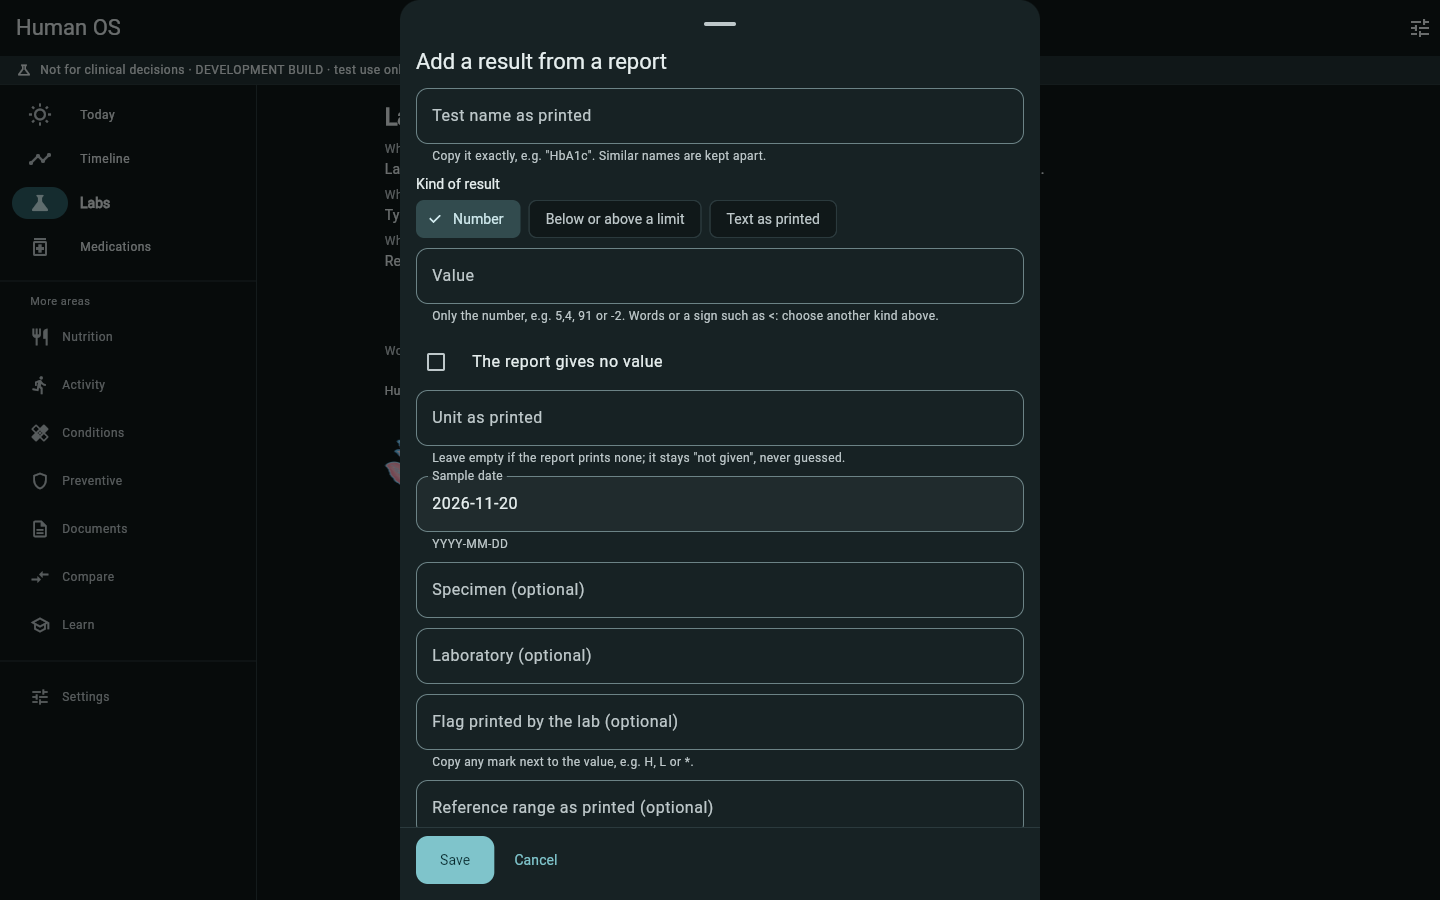 Human OS
Not for clinical decisions · DEVELOPMENT BUILD · test use
Today
Timeline
Labs
Medications
More areas
Nutrition
Activity
Conditions
Preventive
Documents
Compare
Learn
Settings
Add a result from a report
Test name as printed
Copy it exactly, e.g. "HbA1c". Similar names are kept apart.
Kind of result
Number
Below or above a limit
Text as printed
Value
Only the number, e.g. 5,4, 91 or -2. Words or a sign such as <: choose another kind above.
The report gives no value
Unit as printed
Leave empty if the report prints none; it stays "not given", never guessed.
Sample date
2026-11-20
YYYY-MM-DD
Specimen (optional)
Laboratory (optional)
Flag printed by the lab (optional)
Copy any mark next to the value, e.g. H, L or *.
Reference range as printed (optional)
Save
Cancel